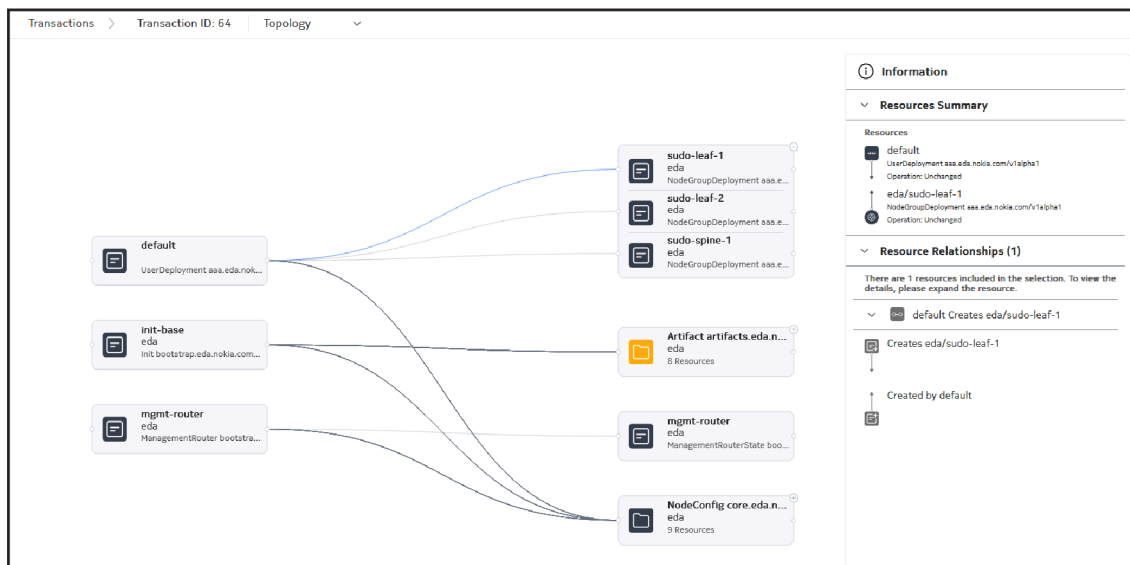 Transactions
Transaction ID: 64
Topology
default
UserDeployment aaa.eda.nok...
init-base
eda
Init bootstrap.eda.nokia.com...
mgmt-router
eda
ManagementRouter bootstra...
sudo-leaf-1
eda
NodeGroupDeployment aaa.e...
sudo-leaf-2
eda
NodeGroupDeployment aaa.e...
sudo-spine-1
eda
NodeGroupDeployment aaa.e...
Artifact artifacts.eda.n...
eda
8 Resources
mgmt-router
eda
ManagementRouterState boo...
NodeConfig core.eda.n...
eda
9 Resources
Information
Resources Summary
Resources
default
UserDeployment aaa.eda.nokia.com/v1alpha1
Operation: Unchanged
eda/sudo-leaf-1
NodeGroupDeployment aaa.eda.nokia.com/v1alpha1
Operation: Unchanged
Resource Relationships (1)
There are 1 resources included in the selection. To view the
details, please expand the resource.
default Creates eda/sudo-leaf-1
Creates eda/sudo-leaf-1
Created by default